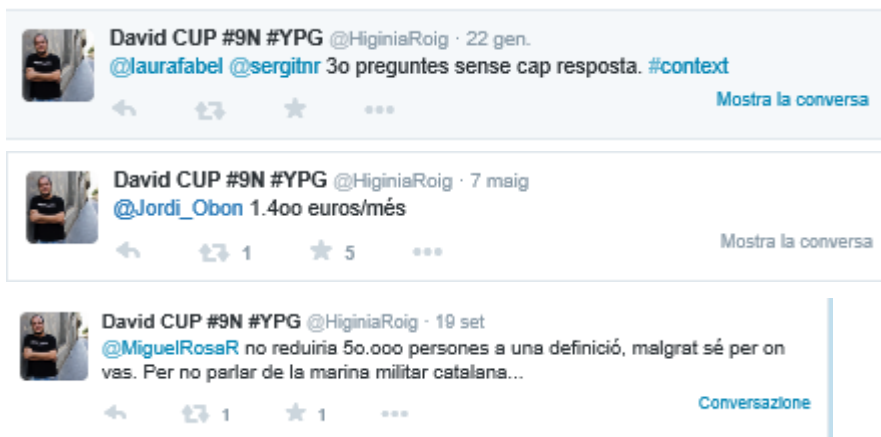 David CUP #9N #YPG @HiginiaRoig · 22 gen.
@laurafabel @sergitnr 3o preguntes sense cap resposta. #context
Mostra la conversa
David CUP #9N #YPG @HiginiaRoig · 7 maig
@Jordi_Obon 1.4oo euros/més
1 5
Mostra la conversa
David CUP #9N #YPG @HiginiaRoig · 19 set
@MiguelRosaR no reduiria 5o.ooo persones a una definició, malgrat sé per on
vas. Per no parlar de la marina militar catalana...
1 1
Conversazione